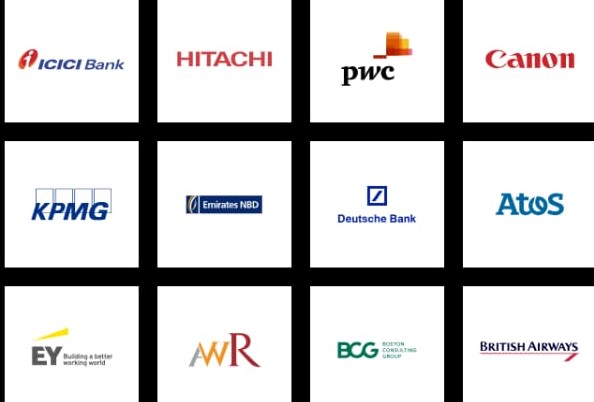 ICICI Bank
HITACHI
pwc
Canon
KPMG
Emirates NBD
Deutsche Bank
Atos
EY
Building a better
working world
AWR
BCG
BOSTON
CONSULTING
GROUP
BRITISH AIRWAYS